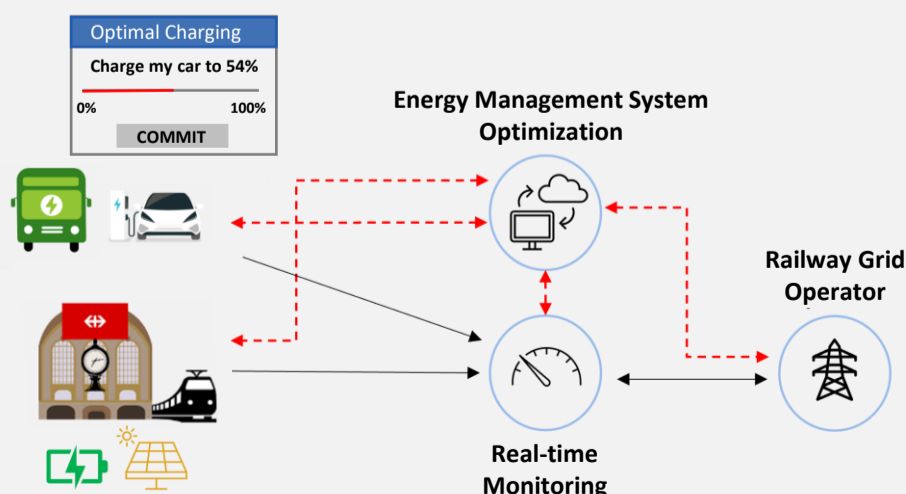 Optimal Charging
Charge my car to 54%
0% 100%
COMMIT
Energy Management System
Optimization
Railway Grid
Operator
Real-time
Monitoring